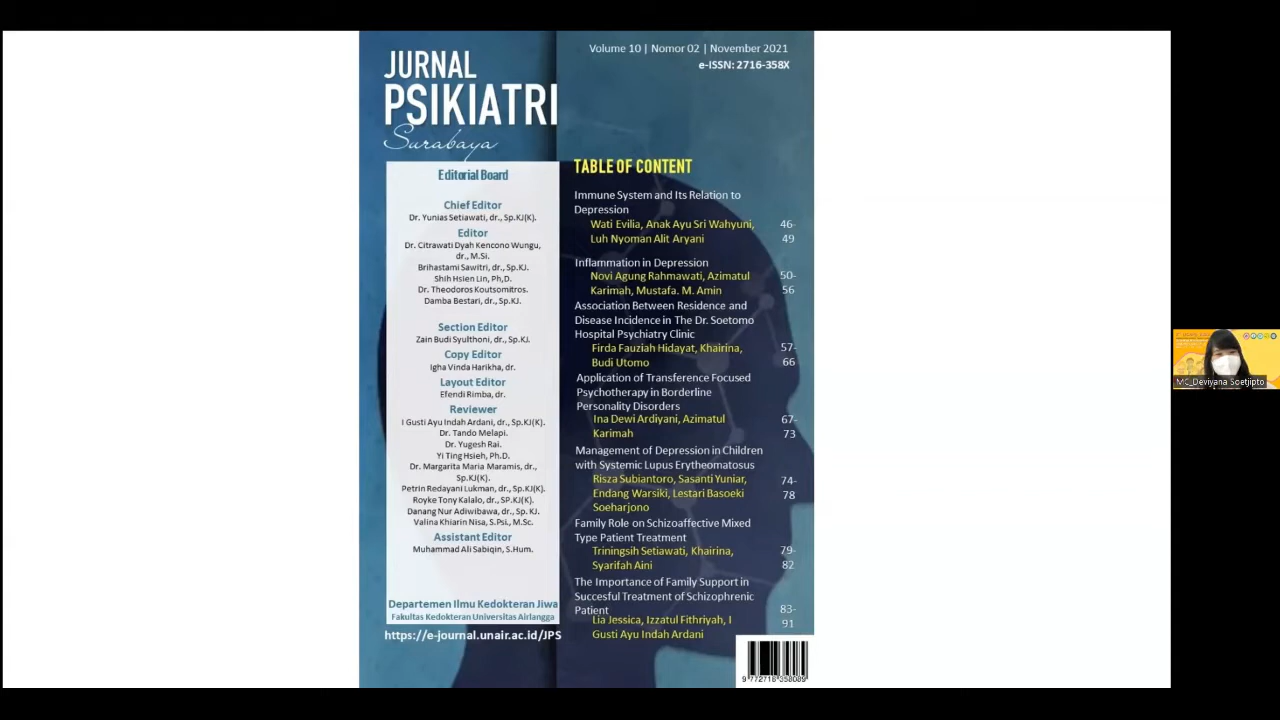 JURNAL
PSIKIATRI
Surabaya
Volume 10 | Nomor 02 | November 2021
e-ISSN: 2716-358X
Editorial Board
Chief Editor
Dr. Yunias Setiawati, dr., Sp.KJ(K).
Editor
Dr. Citrawati Dyah Kencono Wungu,
dr., M.Si.
Brihastami Sawitri, dr., Sp.KJ.
Shih Hsien Lin, Ph,D.
Dr. Theodoros Koutsomitros.
Damba Bestari, dr., Sp.KJ.
Section Editor
Zain Budi Syulthoni, dr., Sp.KJ.
Copy Editor
Igha Vinda Harikha, dr.
Layout Editor
Efendi Rimba, dr.
Reviewer
I Gusti Ayu Indah Ardani, dr., Sp.KJ(K).
Dr. Tando Melapi.
Dr. Yugesh Rai.
Yi Ting Hsieh, Ph.D.
Dr. Margarita Maria Maramis, dr.,
Sp.KJ(K).
Petrin Redayani Lukman, dr., Sp.KJ(K).
Royke Tony Kalalo, dr., SP.KJ(K).
Danang Nur Adiwibawa, dr., Sp. KJ.
Valina Khiarin Nisa, S.Psi., M.Sc.
Assistant Editor
Muhammad Ali Sabiqin, S.Hum.
Departemen Ilmu Kedokteran Jiwa
Fakultas Kedokteran Universitas Airlangga
https://e-journal.unair.ac.id/JPS
TABLE OF CONTENT
Immune System and Its Relation to
Depression
Wati Evilia, Anak Ayu Sri Wahyuni, 46-
Luh Nyoman Alit Aryani 49
Inflammation in Depression
Novi Agung Rahmawati, Azimatul 50-
Karimah, Mustafa. M. Amin 56
Association Between Residence and
Disease Incidence in The Dr. Soetomo
Hospital Psychiatry Clinic
Firda Fauziah Hidayat, Khairina, 57-
Budi Utomo 66
Application of Transference Focused
Psychotherapy in Borderline
Personality Disorders
Ina Dewi Ardiyani, Azimatul 67-
Karimah 73
Management of Depression in Children
with Systemic Lupus Erytheomatosus
Risza Subiantoro, Sasanti Yuniar, 74-
Endang Warsiki, Lestari Basoeki 78
Soeharjono
Family Role on Schizoaffective Mixed
Type Patient Treatment
Triningsih Setiawati, Khairina, 79-
Syarifah Aini 82
The Importance of Family Support in
Succesful Treatment of Schizophrenic
Patient 83-
Lia Jessica, Izzatul Fithriyah, I 91
Gusti Ayu Indah Ardani
9 772716 358089
MC_Deviyana Soetjipto